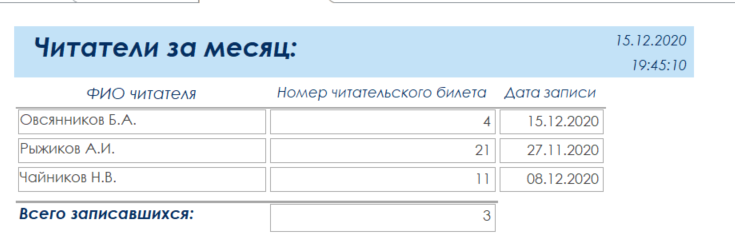 Читатели за месяц:
15.12.2020
19:45:10
ФИО читателя Номер читательского билета Дата записи
Овсянников Б.А. 4 15.12.2020
Рыжиков А.И. 21 27.11.2020
Чайников Н.В. 11 08.12.2020
Всего записавшихся: 3